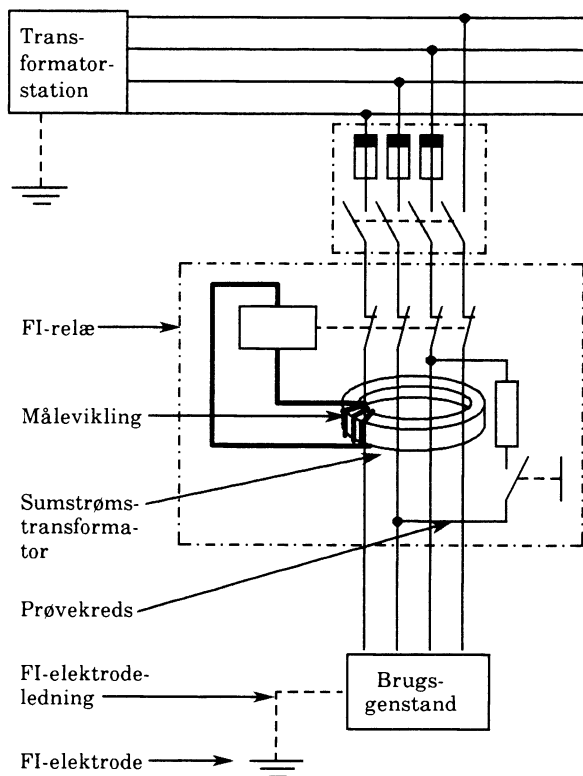 Trans-
formator-
station
FI-relæ
Målevikling
Sumstrøms-
transforma-
tor
Prøvekreds
FI-elektrode-
ledning
Brugs-
genstand
FI-elektrode